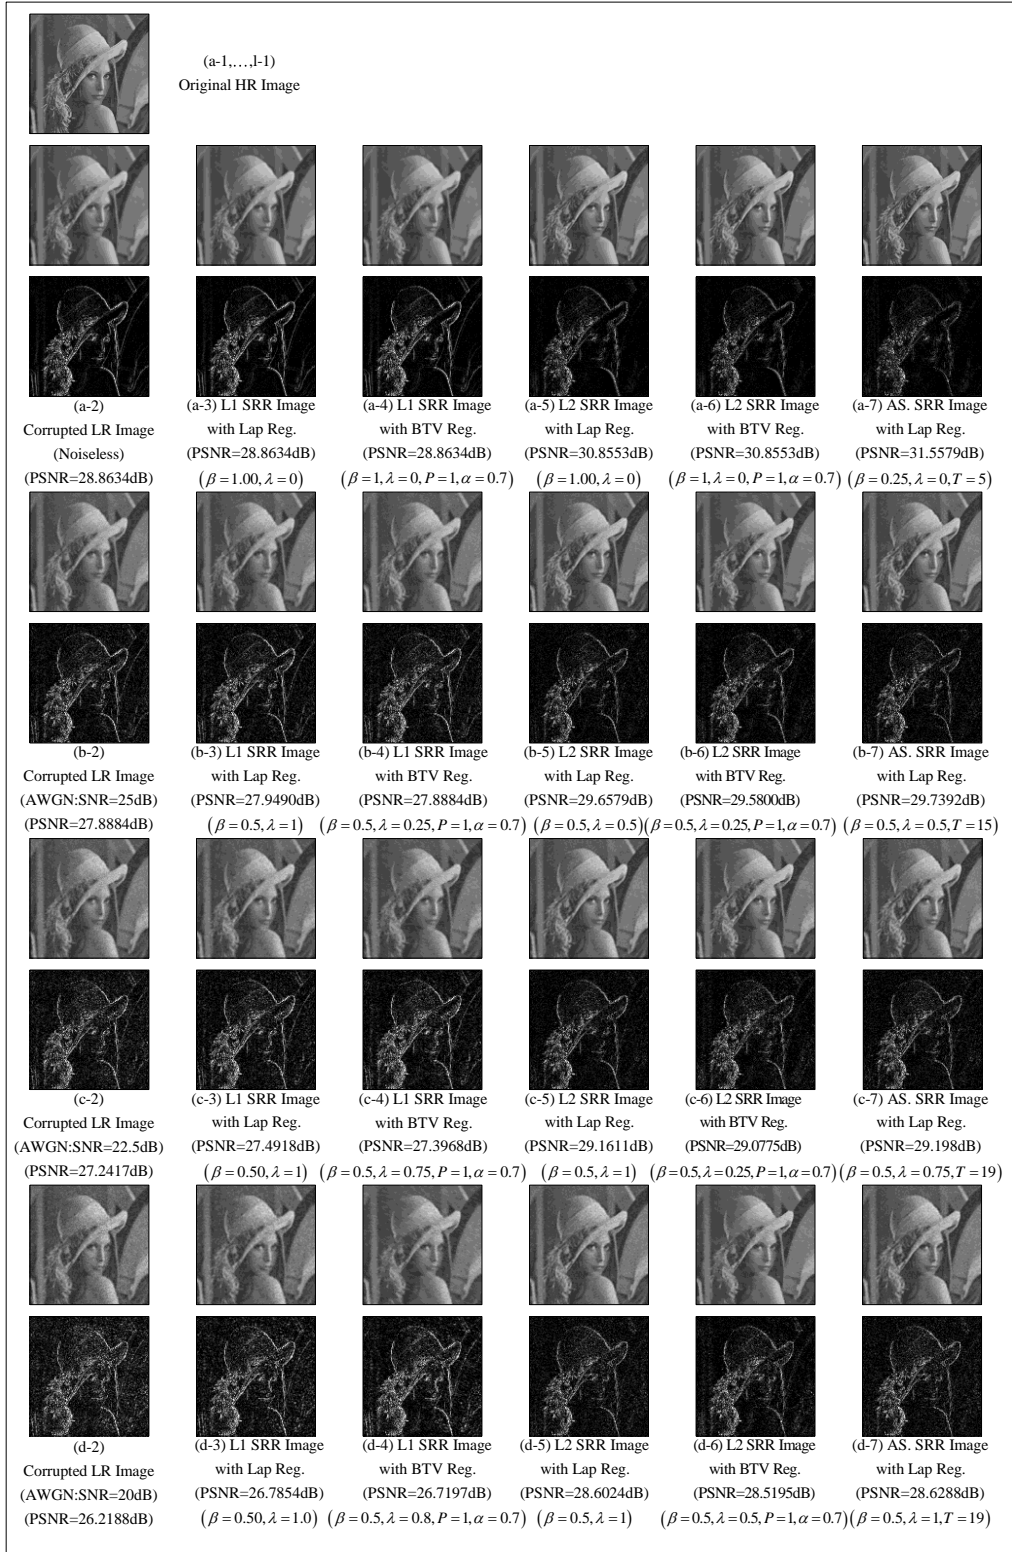 (a-1,…,l-1)
Original HR Image
(a-2)
Corrupted LR Image
(Noiseless)
(PSNR=28.8634dB)
(a-3) L1 SRR Image
with Lap Reg.
(PSNR=28.8634dB)
(β=1.00,λ=0)
(a-4) L1 SRR Image
with BTV Reg.
(PSNR=28.8634dB)
(β=1,λ=0,P=1,α=0.7)
(a-5) L2 SRR Image
with Lap Reg.
(PSNR=30.8553dB)
(β=1.00,λ=0)
(a-6) L2 SRR Image
with BTV Reg.
(PSNR=30.8553dB)
(β=1,λ=0,P=1,α=0.7)
(a-7) AS. SRR Image
with Lap Reg.
(PSNR=31.5579dB)
(β=0.25,λ=0,T=5)
(b-2)
Corrupted LR Image
(AWGN:SNR=25dB)
(PSNR=27.8884dB)
(b-3) L1 SRR Image
with Lap Reg.
(PSNR=27.9490dB)
(β=0.5,λ=1)
(b-4) L1 SRR Image
with BTV Reg.
(PSNR=27.8884dB)
(β=0.5,λ=0.25,P=1,α=0.7)
(b-5) L2 SRR Image
with Lap Reg.
(PSNR=29.6579dB)
(β=0.5,λ=0.5)
(b-6) L2 SRR Image
with BTV Reg.
(PSNR=29.5800dB)
(β=0.5,λ=0.25,P=1,α=0.7)
(b-7) AS. SRR Image
with Lap Reg.
(PSNR=29.7392dB)
(β=0.5,λ=0.5,T=15)
(c-2)
Corrupted LR Image
(AWGN:SNR=22.5dB)
(PSNR=27.2417dB)
(c-3) L1 SRR Image
with Lap Reg.
(PSNR=27.4918dB)
(β=0.50,λ=1)
(c-4) L1 SRR Image
with BTV Reg.
(PSNR=27.3968dB)
(β=0.5,λ=0.75,P=1,α=0.7)
(c-5) L2 SRR Image
with Lap Reg.
(PSNR=29.1611dB)
(β=0.5,λ=1)
(c-6) L2 SRR Image
with BTV Reg.
(PSNR=29.0775dB)
(β=0.5,λ=0.25,P=1,α=0.7)
(c-7) AS. SRR Image
with Lap Reg.
(PSNR=29.198dB)
(β=0.5,λ=0.75,T=19)
(d-2)
Corrupted LR Image
(AWGN:SNR=20dB)
(PSNR=26.2188dB)
(d-3) L1 SRR Image
with Lap Reg.
(PSNR=26.7854dB)
(β=0.50,λ=1.0)
(d-4) L1 SRR Image
with BTV Reg.
(PSNR=26.7197dB)
(β=0.5,λ=0.8,P=1,α=0.7)
(d-5) L2 SRR Image
with Lap Reg.
(PSNR=28.6024dB)
(β=0.5,λ=1)
(d-6) L2 SRR Image
with BTV Reg.
(PSNR=28.5195dB)
(β=0.5,λ=0.5,P=1,α=0.7)
(d-7) AS. SRR Image
with Lap Reg.
(PSNR=28.6288dB)
(β=0.5,λ=1,T=19)